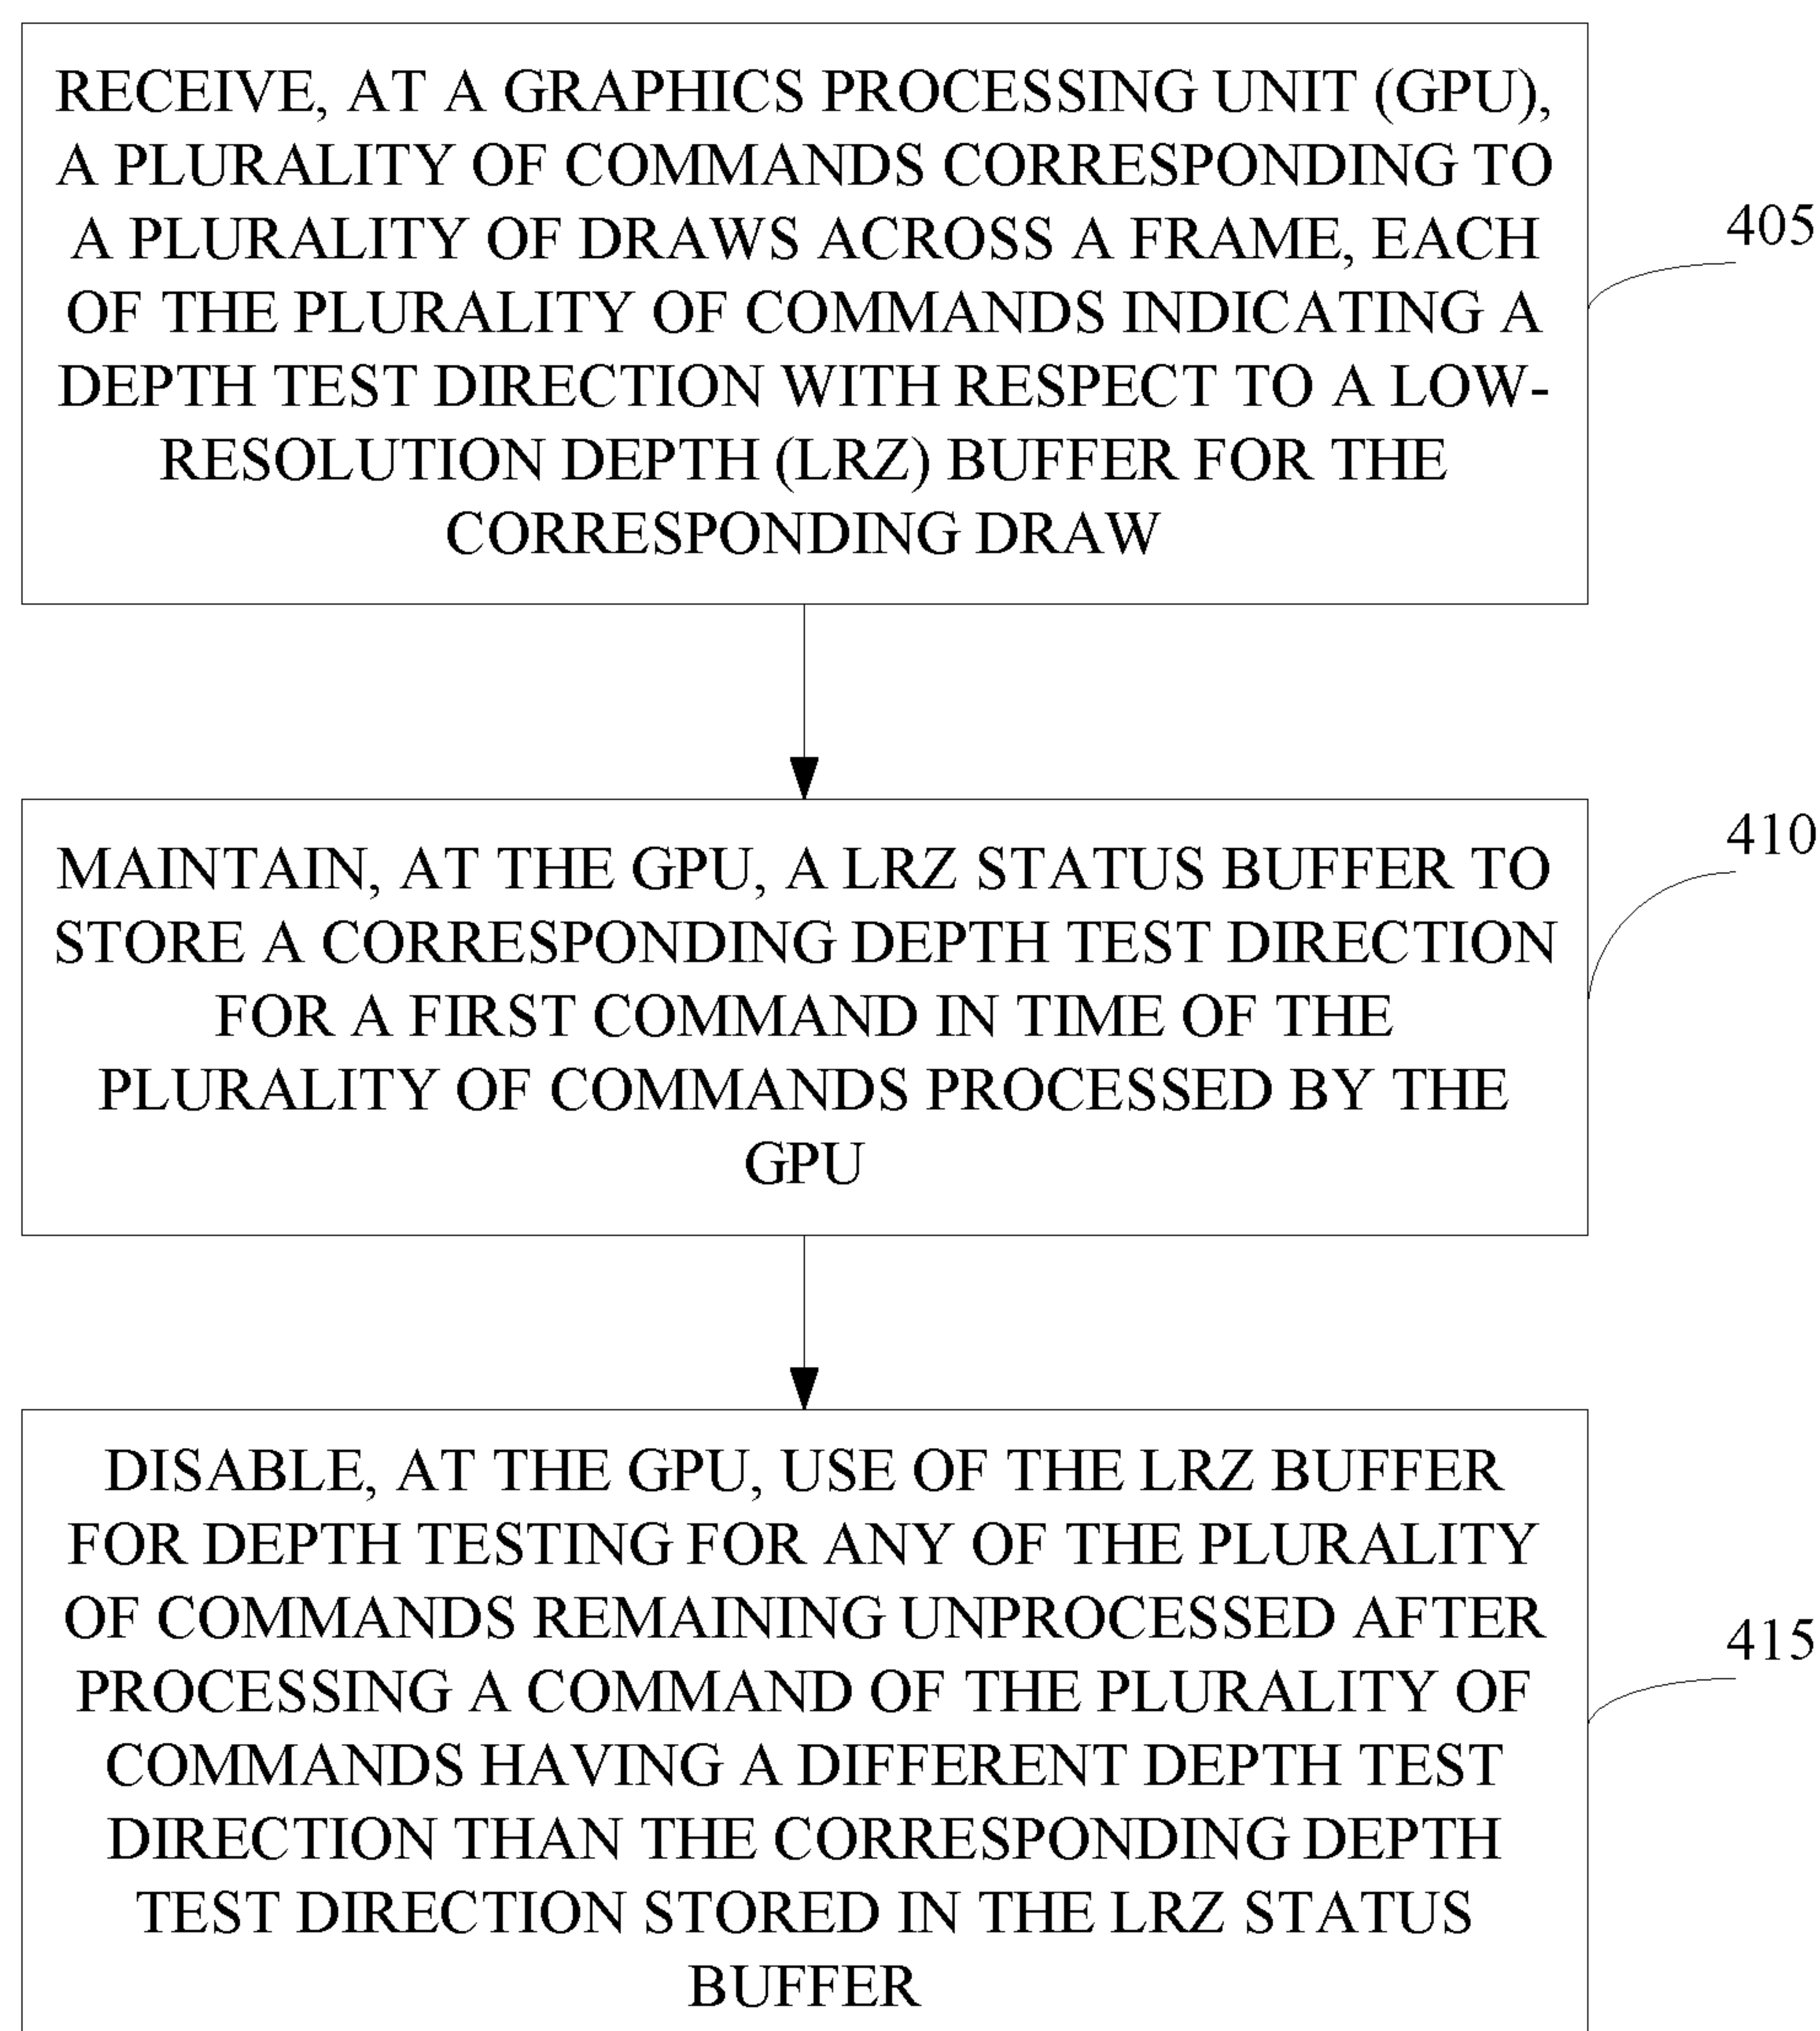 RECEIVE, AT A GRAPHICS PROCESSING UNIT (GPU),
A PLURALITY OF COMMANDS CORRESPONDING TO
A PLURALITY OF DRAWS ACROSS A FRAME, EACH
OF THE PLURALITY OF COMMANDS INDICATING A
DEPTH TEST DIRECTION WITH RESPECT TO A LOW-
RESOLUTION DEPTH (LRZ) BUFFER FOR THE
CORRESPONDING DRAW
405
MAINTAIN, AT THE GPU, A LRZ STATUS BUFFER TO
STORE A CORRESPONDING DEPTH TEST DIRECTION
FOR A FIRST COMMAND IN TIME OF THE
PLURALITY OF COMMANDS PROCESSED BY THE
GPU
410
DISABLE, AT THE GPU, USE OF THE LRZ BUFFER
FOR DEPTH TESTING FOR ANY OF THE PLURALITY
OF COMMANDS REMAINING UNPROCESSED AFTER
PROCESSING A COMMAND OF THE PLURALITY OF
COMMANDS HAVING A DIFFERENT DEPTH TEST
DIRECTION THAN THE CORRESPONDING DEPTH
TEST DIRECTION STORED IN THE LRZ STATUS
BUFFER
415